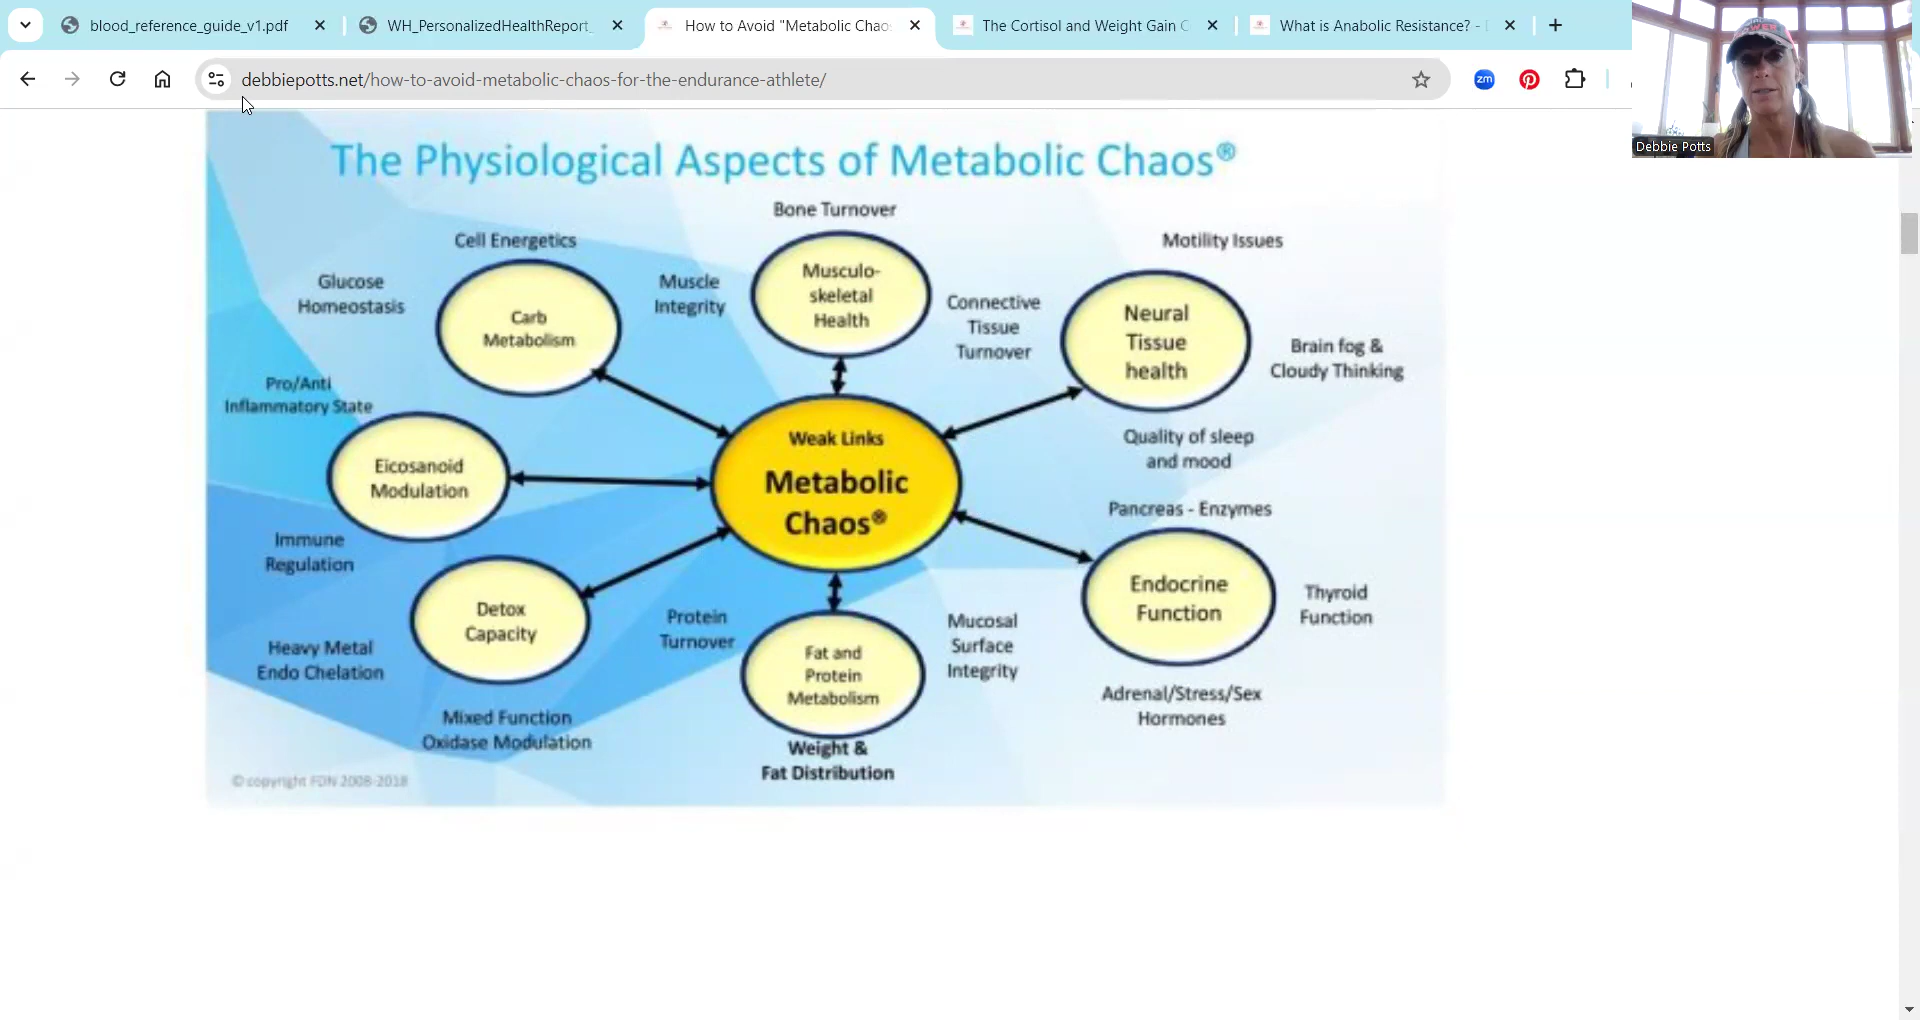 blood_reference_guide_v1.pdf
WH_PersonalizedHealthReport_
How to Avoid "Metabolic Chao
The Cortisol and Weight Gain C
What is Anabolic Resistance? -
debbiepotts.net/how-to-avoid-metabolic-chaos-for-the-endurance-athlete/
zm
Debbie Potts
The Physiological Aspects of Metabolic Chaos®
Bone Turnover
Cell Energetics
Motility Issues
Glucose
Homeostasis
Carb
Metabolism
Muscle
Integrity
Musculo-
skeletal
Health
Connective
Tissue
Turnover
Neural
Tissue
health
Brain fog &
Cloudy Thinking
Pro/Anti
Inflammatory State
Weak Links
Metabolic
Chaos®
Quality of sleep
and mood
Eicosanoid
Modulation
Pancreas - Enzymes
Immune
Regulation
Endocrine
Function
Thyroid
Function
Detox
Capacity
Protein
Turnover
Mucosal
Surface
Integrity
Heavy Metal
Endo Chelation
Fat and
Protein
Metabolism
Adrenal/Stress/Sex
Hormones
Mixed Function
Oxidase Modulation
Weight &
Fat Distribution
© copyright FDN 2008-2018